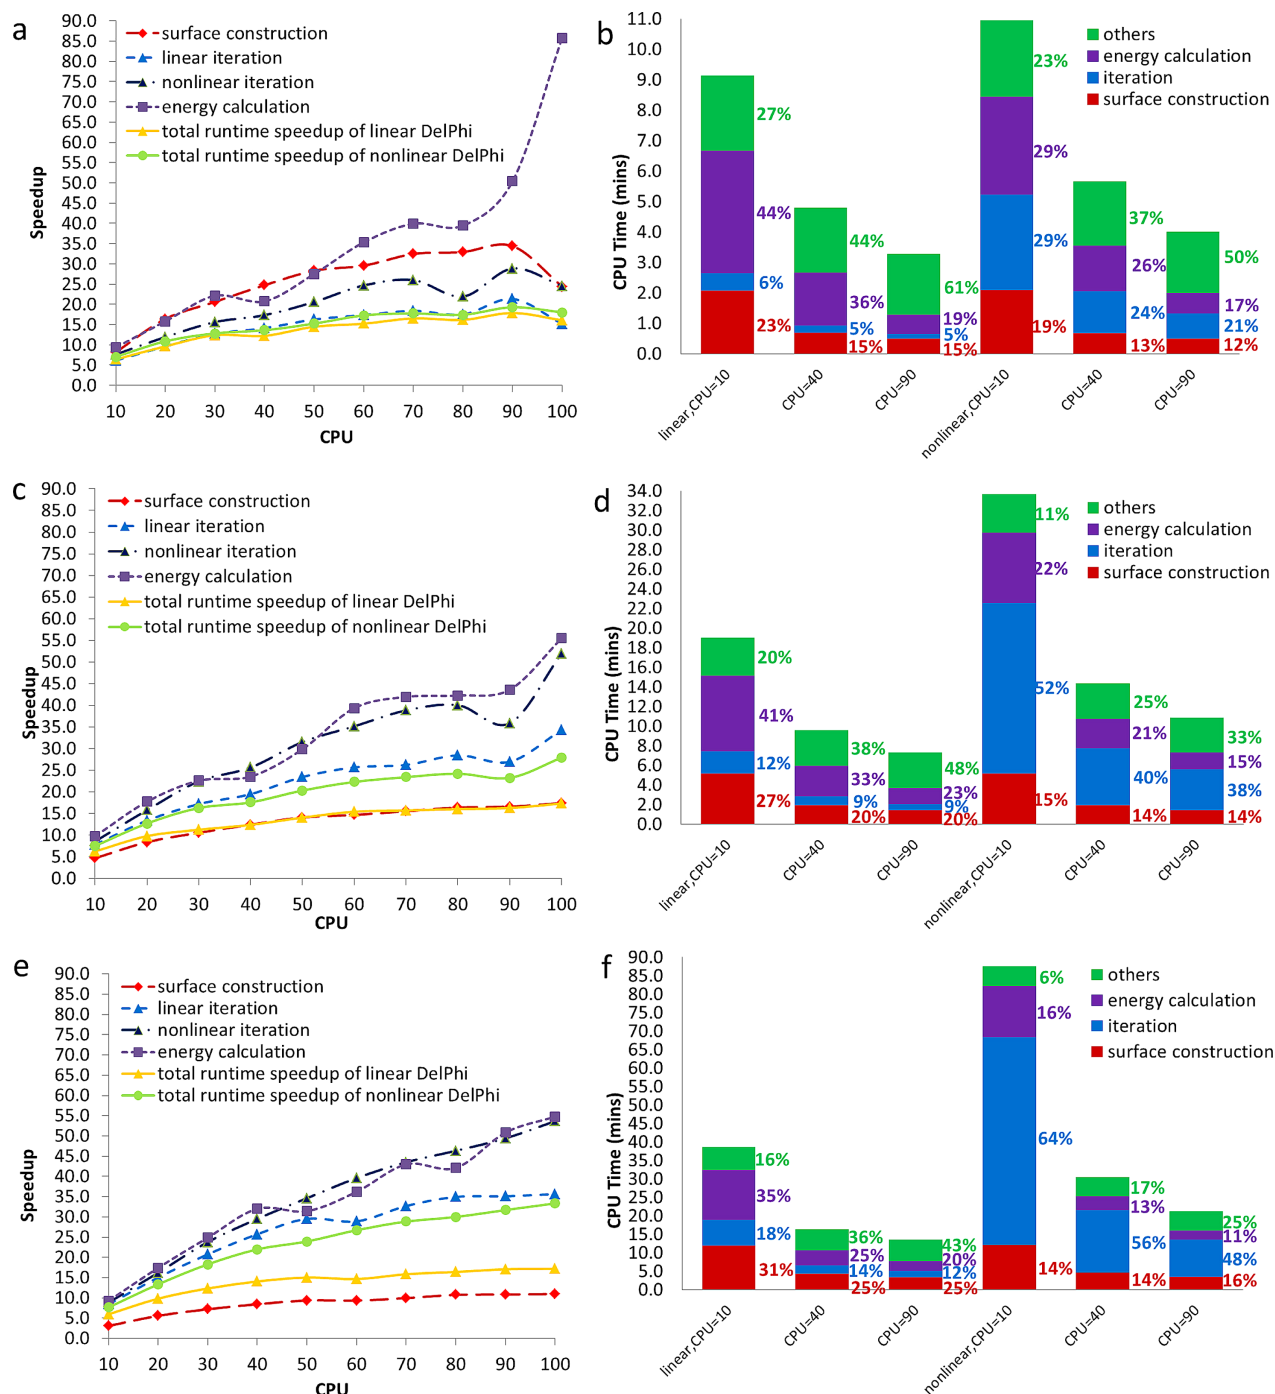 a
90.0
85.0
80.0
75.0
70.0
65.0
60.0
55.0
50.0
45.0
40.0
35.0
30.0
25.0
20.0
15.0
10.0
5.0
0.0
Speedup
surface construction
linear iteration
nonlinear iteration
energy calculation
total runtime speedup of linear DelPhi
total runtime speedup of nonlinear DelPhi
10 20 30 40 50 60 70 80 90 100
CPU
b
11.0
10.0
9.0
8.0
7.0
6.0
5.0
4.0
3.0
2.0
1.0
0.0
CPU Time (mins)
others
energy calculation
iteration
surface construction
27%
44%
6%
23%
44%
36%
5%
15%
61%
19%
5%
15%
23%
29%
29%
19%
37%
26%
24%
13%
50%
17%
21%
12%
linear,CPU=10
CPU=40
CPU=90
nonlinear,CPU=10
CPU=40
CPU=90
c
90.0
85.0
80.0
75.0
70.0
65.0
60.0
55.0
50.0
45.0
40.0
35.0
30.0
25.0
20.0
15.0
10.0
5.0
0.0
Speedup
surface construction
linear iteration
nonlinear iteration
energy calculation
total runtime speedup of linear DelPhi
total runtime speedup of nonlinear DelPhi
10 20 30 40 50 60 70 80 90 100
CPU
d
34.0
32.0
30.0
28.0
26.0
24.0
22.0
20.0
18.0
16.0
14.0
12.0
10.0
8.0
6.0
4.0
2.0
0.0
CPU Time (mins)
others
energy calculation
iteration
surface construction
20%
41%
12%
27%
38%
33%
9%
20%
48%
23%
9%
20%
11%
22%
52%
15%
25%
21%
40%
14%
33%
15%
38%
14%
linear,CPU=10
CPU=40
CPU=90
nonlinear,CPU=10
CPU=40
CPU=90
e
90.0
85.0
80.0
75.0
70.0
65.0
60.0
55.0
50.0
45.0
40.0
35.0
30.0
25.0
20.0
15.0
10.0
5.0
0.0
Speedup
surface construction
linear iteration
nonlinear iteration
energy calculation
total runtime speedup of linear DelPhi
total runtime speedup of nonlinear DelPhi
10 20 30 40 50 60 70 80 90 100
CPU
f
90.0
85.0
80.0
75.0
70.0
65.0
60.0
55.0
50.0
45.0
40.0
35.0
30.0
25.0
20.0
15.0
10.0
5.0
0.0
CPU Time (mins)
others
energy calculation
iteration
surface construction
16%
35%
18%
31%
36%
25%
14%
25%
43%
20%
12%
25%
6%
16%
64%
14%
17%
13%
56%
14%
25%
11%
48%
16%
linear,CPU=10
CPU=40
CPU=90
nonlinear,CPU=10
CPU=40
CPU=90